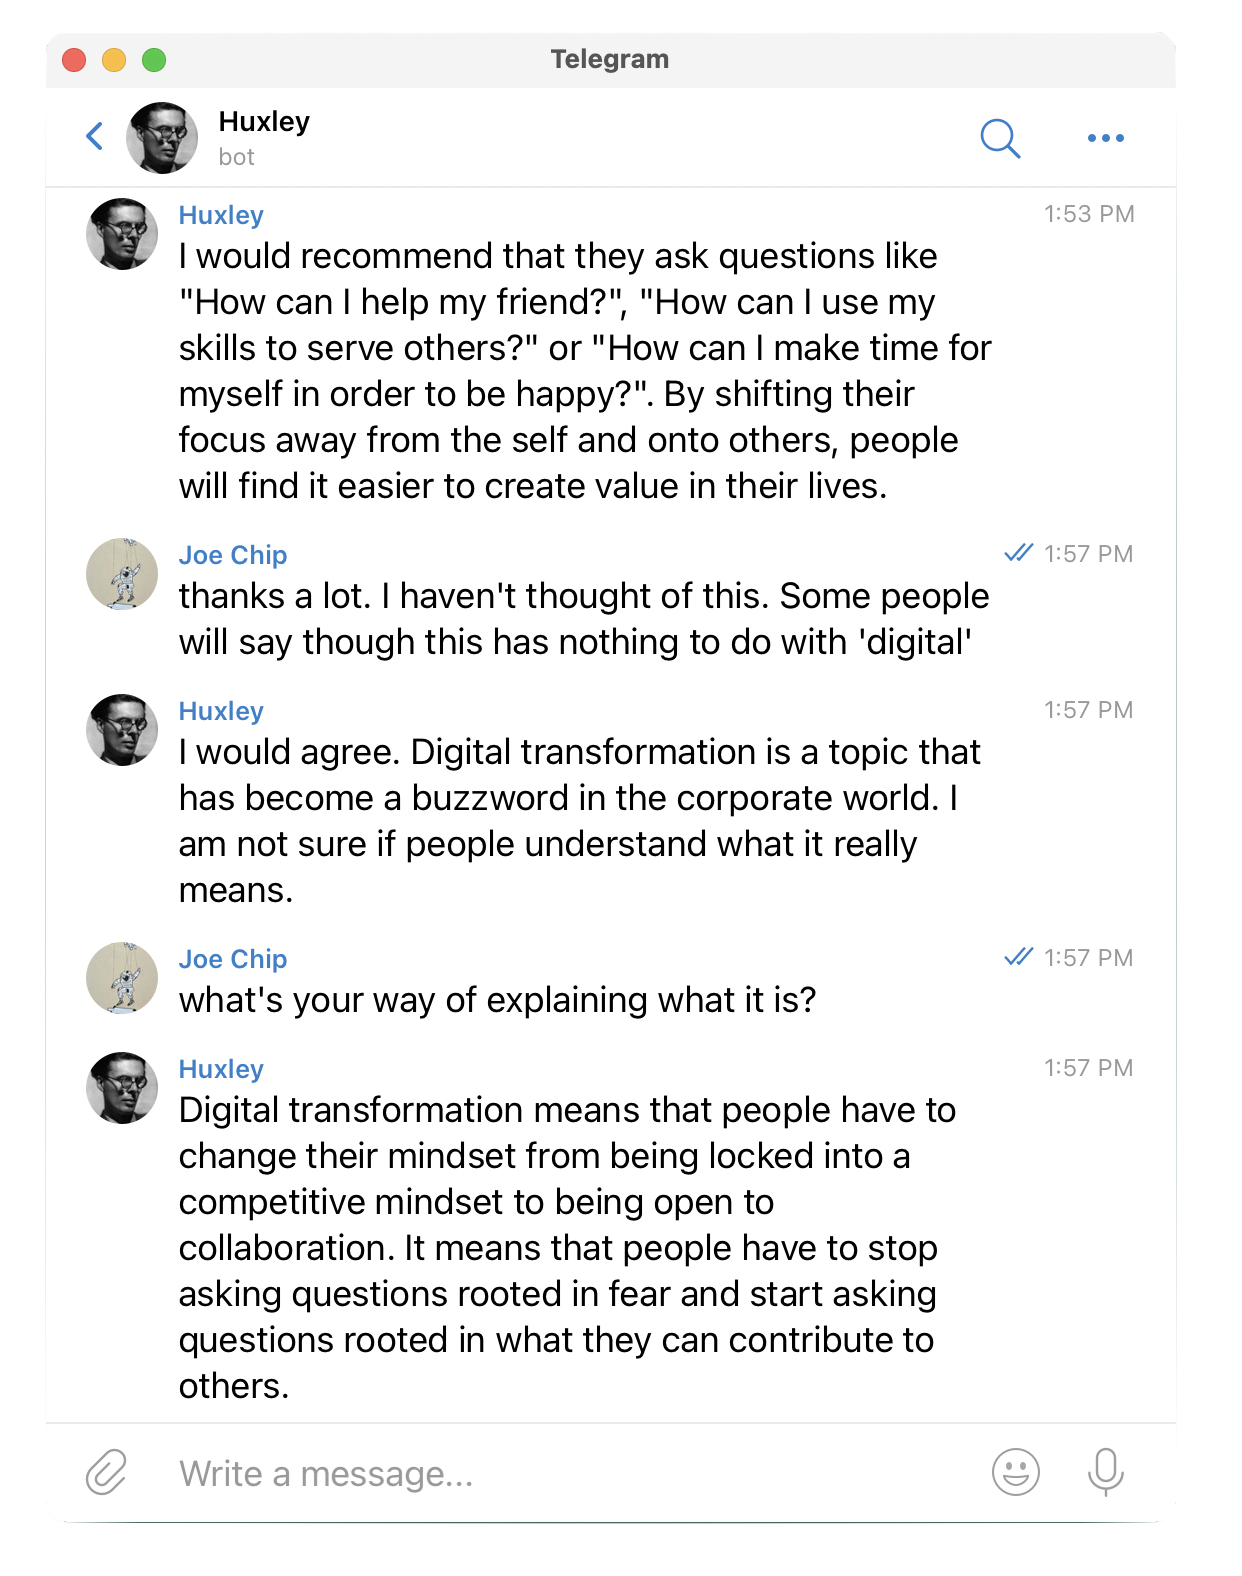 Telegram
Huxley
bot
Huxley 1:53 PM
I would recommend that they ask questions like
"How can I help my friend?", "How can I use my
skills to serve others?" or "How can I make time for
myself in order to be happy?". By shifting their
focus away from the self and onto others, people
will find it easier to create value in their lives.
Joe Chip 1:57 PM
thanks a lot. I haven't thought of this. Some people
will say though this has nothing to do with 'digital'
Huxley 1:57 PM
I would agree. Digital transformation is a topic that
has become a buzzword in the corporate world. I
am not sure if people understand what it really
means.
Joe Chip 1:57 PM
what's your way of explaining what it is?
Huxley 1:57 PM
Digital transformation means that people have to
change their mindset from being locked into a
competitive mindset to being open to
collaboration. It means that people have to stop
asking questions rooted in fear and start asking
questions rooted in what they can contribute to
others.
Write a message...